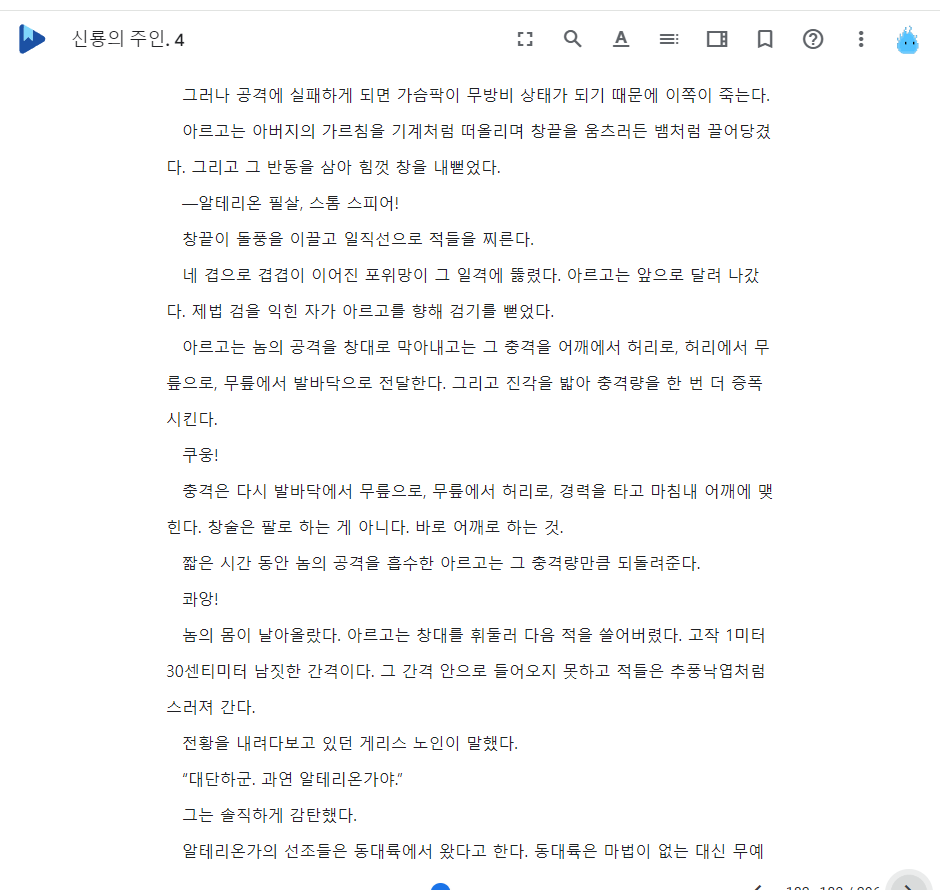 신룡의 주인. 4
그러나 공격에 실패하게 되면 가슴팍이 무방비 상태가 되기 때문에 이쪽이 죽는다.
아르고는 아버지의 가르침을 기계처럼 떠올리며 창끝을 움츠러든 뱀처럼 끌어당겼
다. 그리고 그 반동을 삼아 힘껏 창을 내뻗었다.
―알테리온 필살, 스톰 스피어!
창끝이 돌풍을 이끌고 일직선으로 적들을 찌른다.
네 겹으로 겹겹이 이어진 포위망이 그 일격에 뚫렸다. 아르고는 앞으로 달려 나갔
다. 제법 검을 익힌 자가 아르고를 향해 검기를 뻗었다.
아르고는 놈의 공격을 창대로 막아내고는 그 충격을 어깨에서 허리로, 허리에서 무
릎으로, 무릎에서 발바닥으로 전달한다. 그리고 진각을 밟아 충격량을 한 번 더 증폭
시킨다.
쿠웅!
충격은 다시 발바닥에서 무릎으로, 무릎에서 허리로, 경력을 타고 마침내 어깨에 맺
힌다. 창술은 팔로 하는 게 아니다. 바로 어깨로 하는 것.
짧은 시간 동안 놈의 공격을 흡수한 아르고는 그 충격량만큼 되돌려준다.
콰앙!
놈의 몸이 날아올랐다. 아르고는 창대를 휘둘러 다음 적을 쓸어버렸다. 고작 1미터
30센티미터 남짓한 간격이다. 그 간격 안으로 들어오지 못하고 적들은 추풍낙엽처럼
스러져 간다.
전황을 내려다보고 있던 게리스 노인이 말했다.
“대단하군. 과연 알테리온가야.”
그는 솔직하게 감탄했다.
알테리온가의 선조들은 동대륙에서 왔다고 한다. 동대륙은 마법이 없는 대신 무예